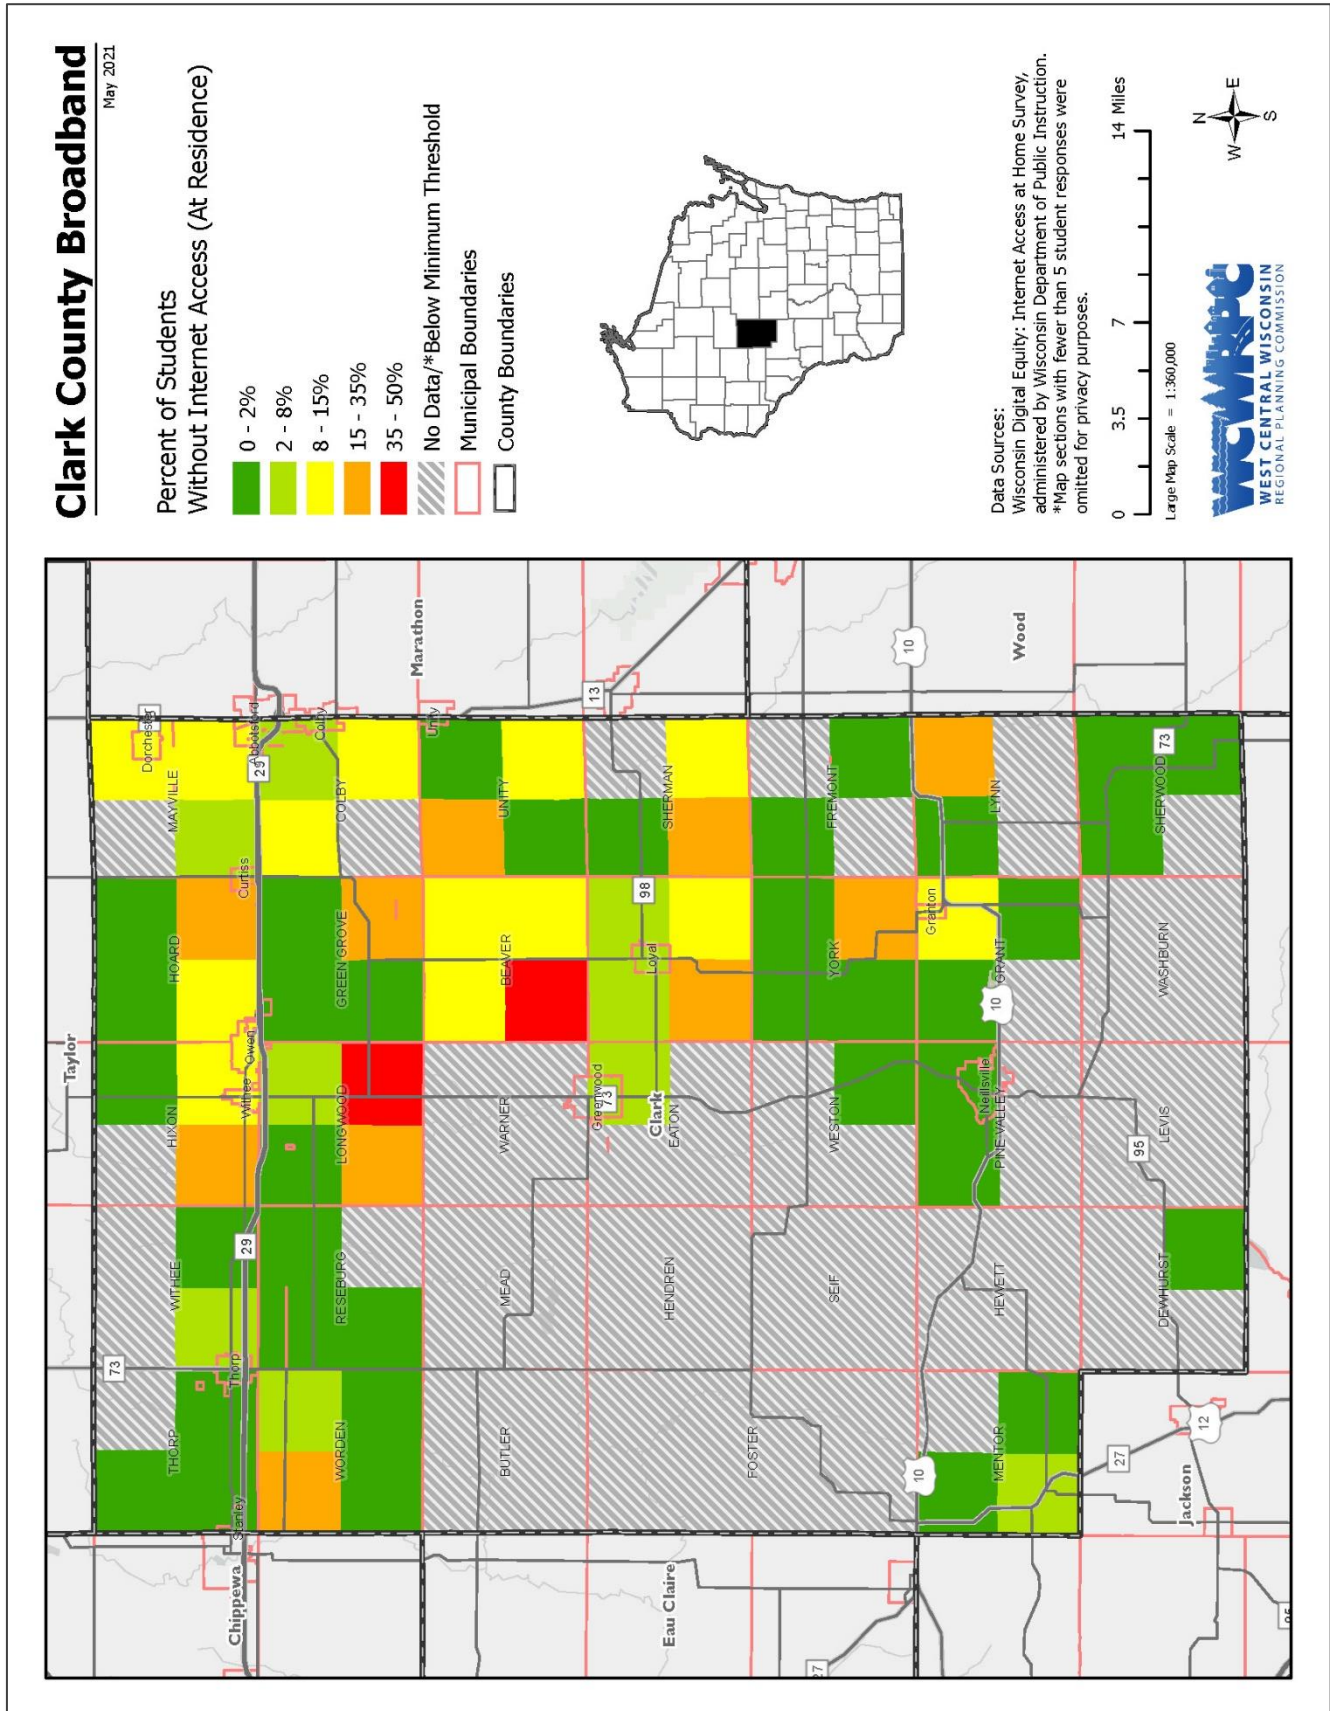 Clark County Broadband
May 2021
Percent of Students
Without Internet Access (At Residence)
0 - 2%
2 - 8%
8 - 15%
15 - 35%
35 - 50%
No Data/*Below Minimum Threshold
Municipal Boundaries
County Boundaries
Data Sources:
Wisconsin Digital Equity: Internet Access at Home Survey,
administered by Wisconsin Department of Public Instruction.
*Map sections with fewer than 5 student responses were
omitted for privacy purposes.
0 3.5 7 14 Miles
Large Map Scale = 1:360,000
N
W E
S
WCWRPC
WEST CENTRAL WISCONSIN
REGIONAL PLANNING COMMISSION
Taylor
Chippewa
Marathon
Eau Claire
Clark
Wood
Jackson
73
THORP
WITHEE
HIXON
HOARD
MAYVILLE
Dorchester
Stanley
Thorp
29
Withee
Owen
Curtiss
29
Abbotsford
Colby
WORDEN
RESEBURG
LONGWOOD
GREEN GROVE
COLBY
Unity
BUTLER
MEAD
WARNER
BEAVER
UNITY
13
Greenwood
73
Loyal
98
HENDREN
EATON
SHERMAN
FOSTER
SEIF
WESTON
YORK
FREMONT
27
10
10
10
Granton
Neillsville
MENTOR
HEWETT
PINE VALLEY
GRANT
LYNN
27
12
95
73
DEWHURST
LEVIS
WASHBURN
SHERWOOD